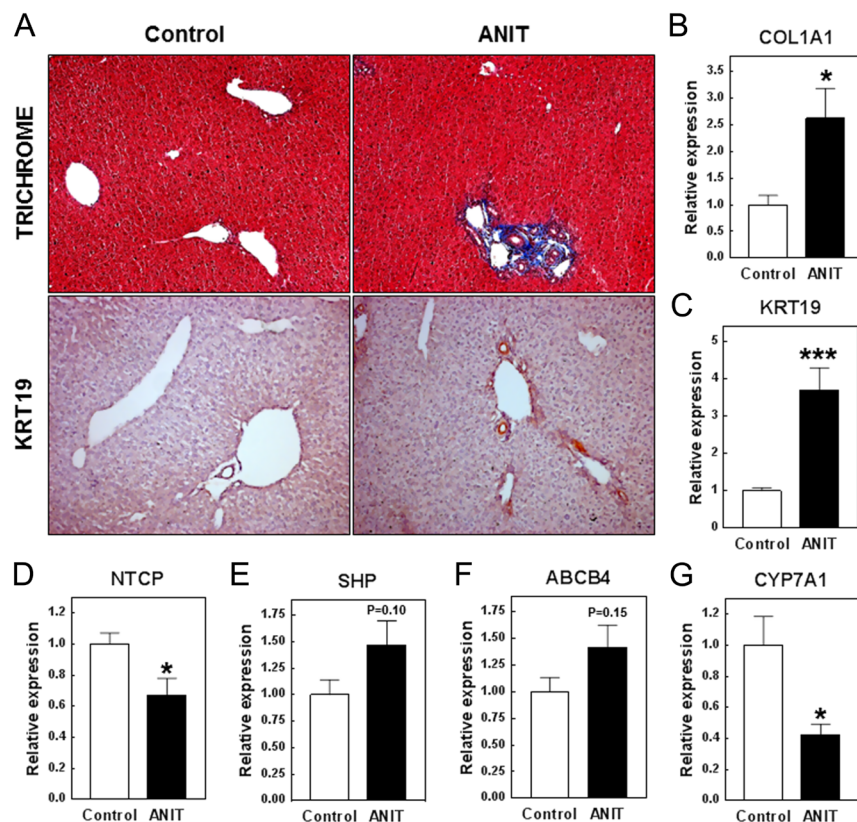 A
Control
ANIT
TRICHROME
KRT19
B
COL1A1
Relative expression
3.5
3.0
2.5
2.0
1.5
1.0
0.5
0.0
*
Control ANIT
C
KRT19
Relative expression
5
4
3
2
1
0
***
Control ANIT
D
NTCP
Relative expression
1.2
1.0
0.8
0.6
0.4
0.2
0.0
*
Control ANIT
E
SHP
Relative expression
1.75
1.50
1.25
1.00
0.75
0.50
0.25
0.00
P=0.10
Control ANIT
F
ABCB4
Relative expression
1.75
1.50
1.25
1.00
0.75
0.50
0.25
0.00
P=0.15
Control ANIT
G
CYP7A1
Relative expression
1.2
1.0
0.8
0.6
0.4
0.2
0.0
*
Control ANIT